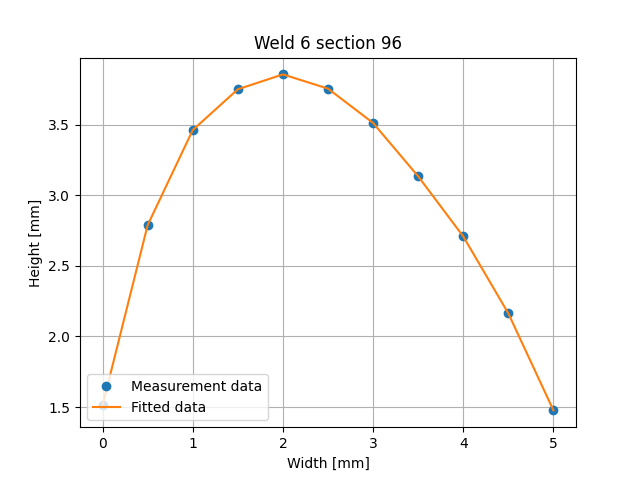 Weld 6 section 96
Height [mm]
3.5
3.0
2.5
2.0
1.5
Measurement data
Fitted data
0 1 2 3 4 5
Width [mm]